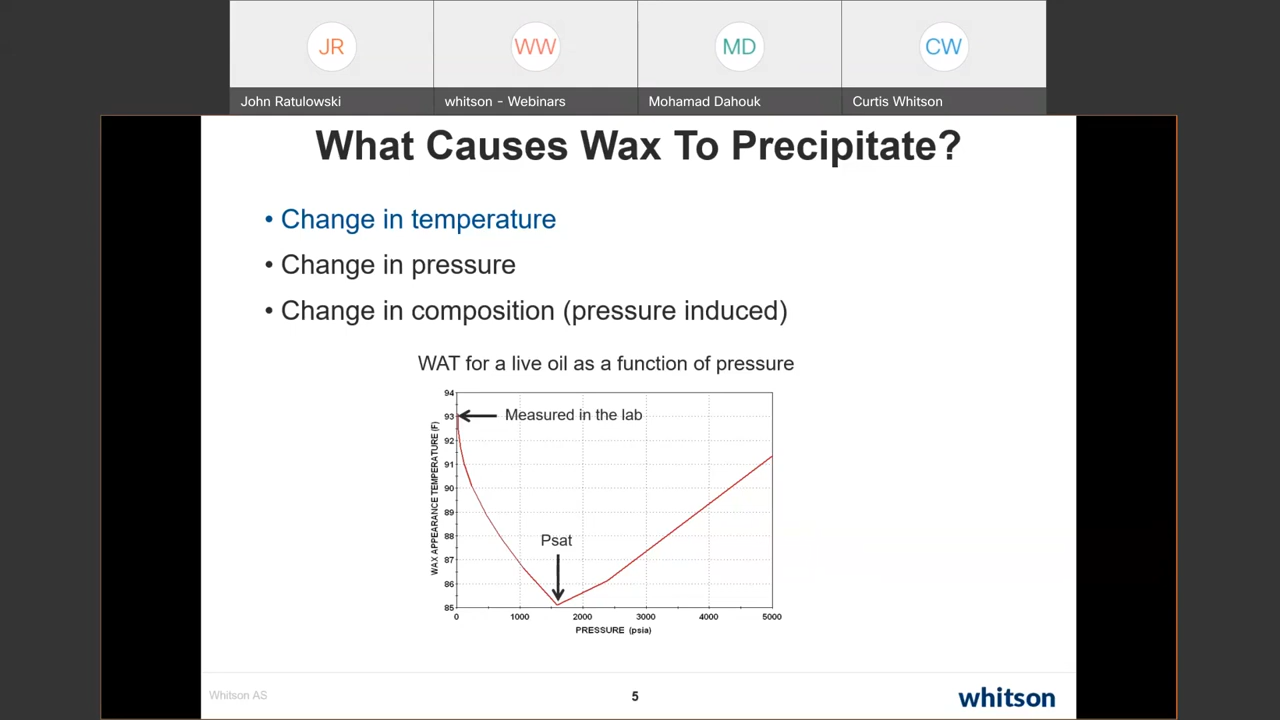 JR
WW
MD
CW
John Ratulowski
whitson - Webinars
Mohamad Dahouk
Curtis Whitson
What Causes Wax To Precipitate?
• Change in temperature
• Change in pressure
• Change in composition (pressure induced)
WAT for a live oil as a function of pressure
94
93
92
91
90
89
88
87
86
85
WAX APPEARANCE TEMPERATURE (F)
Measured in the lab
Psat
0
1000
2000
3000
4000
5000
PRESSURE (psia)
Whitson AS
5
whitson